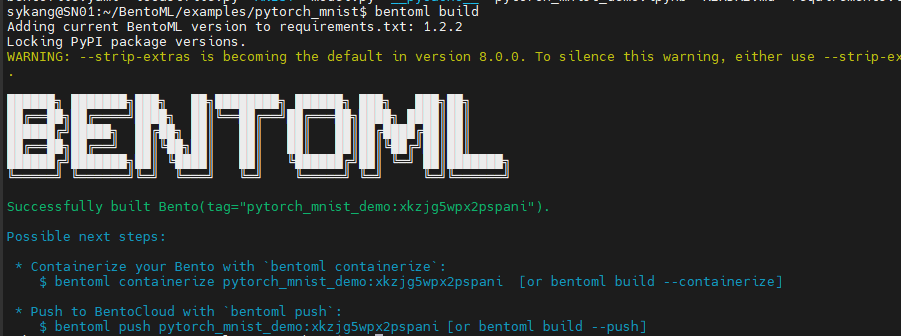 sykang@SN01:~/BentoML/examples/pytorch_mnist$ bentoml build
Adding current BentoML version to requirements.txt: 1.2.2
Locking PyPI package versions.
WARNING: --strip-extras is becoming the default in version 8.0.0. To silence this warning, either use --strip-ex
.
BENTOML
Successfully built Bento(tag="pytorch_mnist_demo:xkzjg5wpx2pspani").
Possible next steps:
* Containerize your Bento with `bentoml containerize`:
$ bentoml containerize pytorch_mnist_demo:xkzjg5wpx2pspani [or bentoml build --containerize]
* Push to BentoCloud with `bentoml push`:
$ bentoml push pytorch_mnist_demo:xkzjg5wpx2pspani [or bentoml build --push]